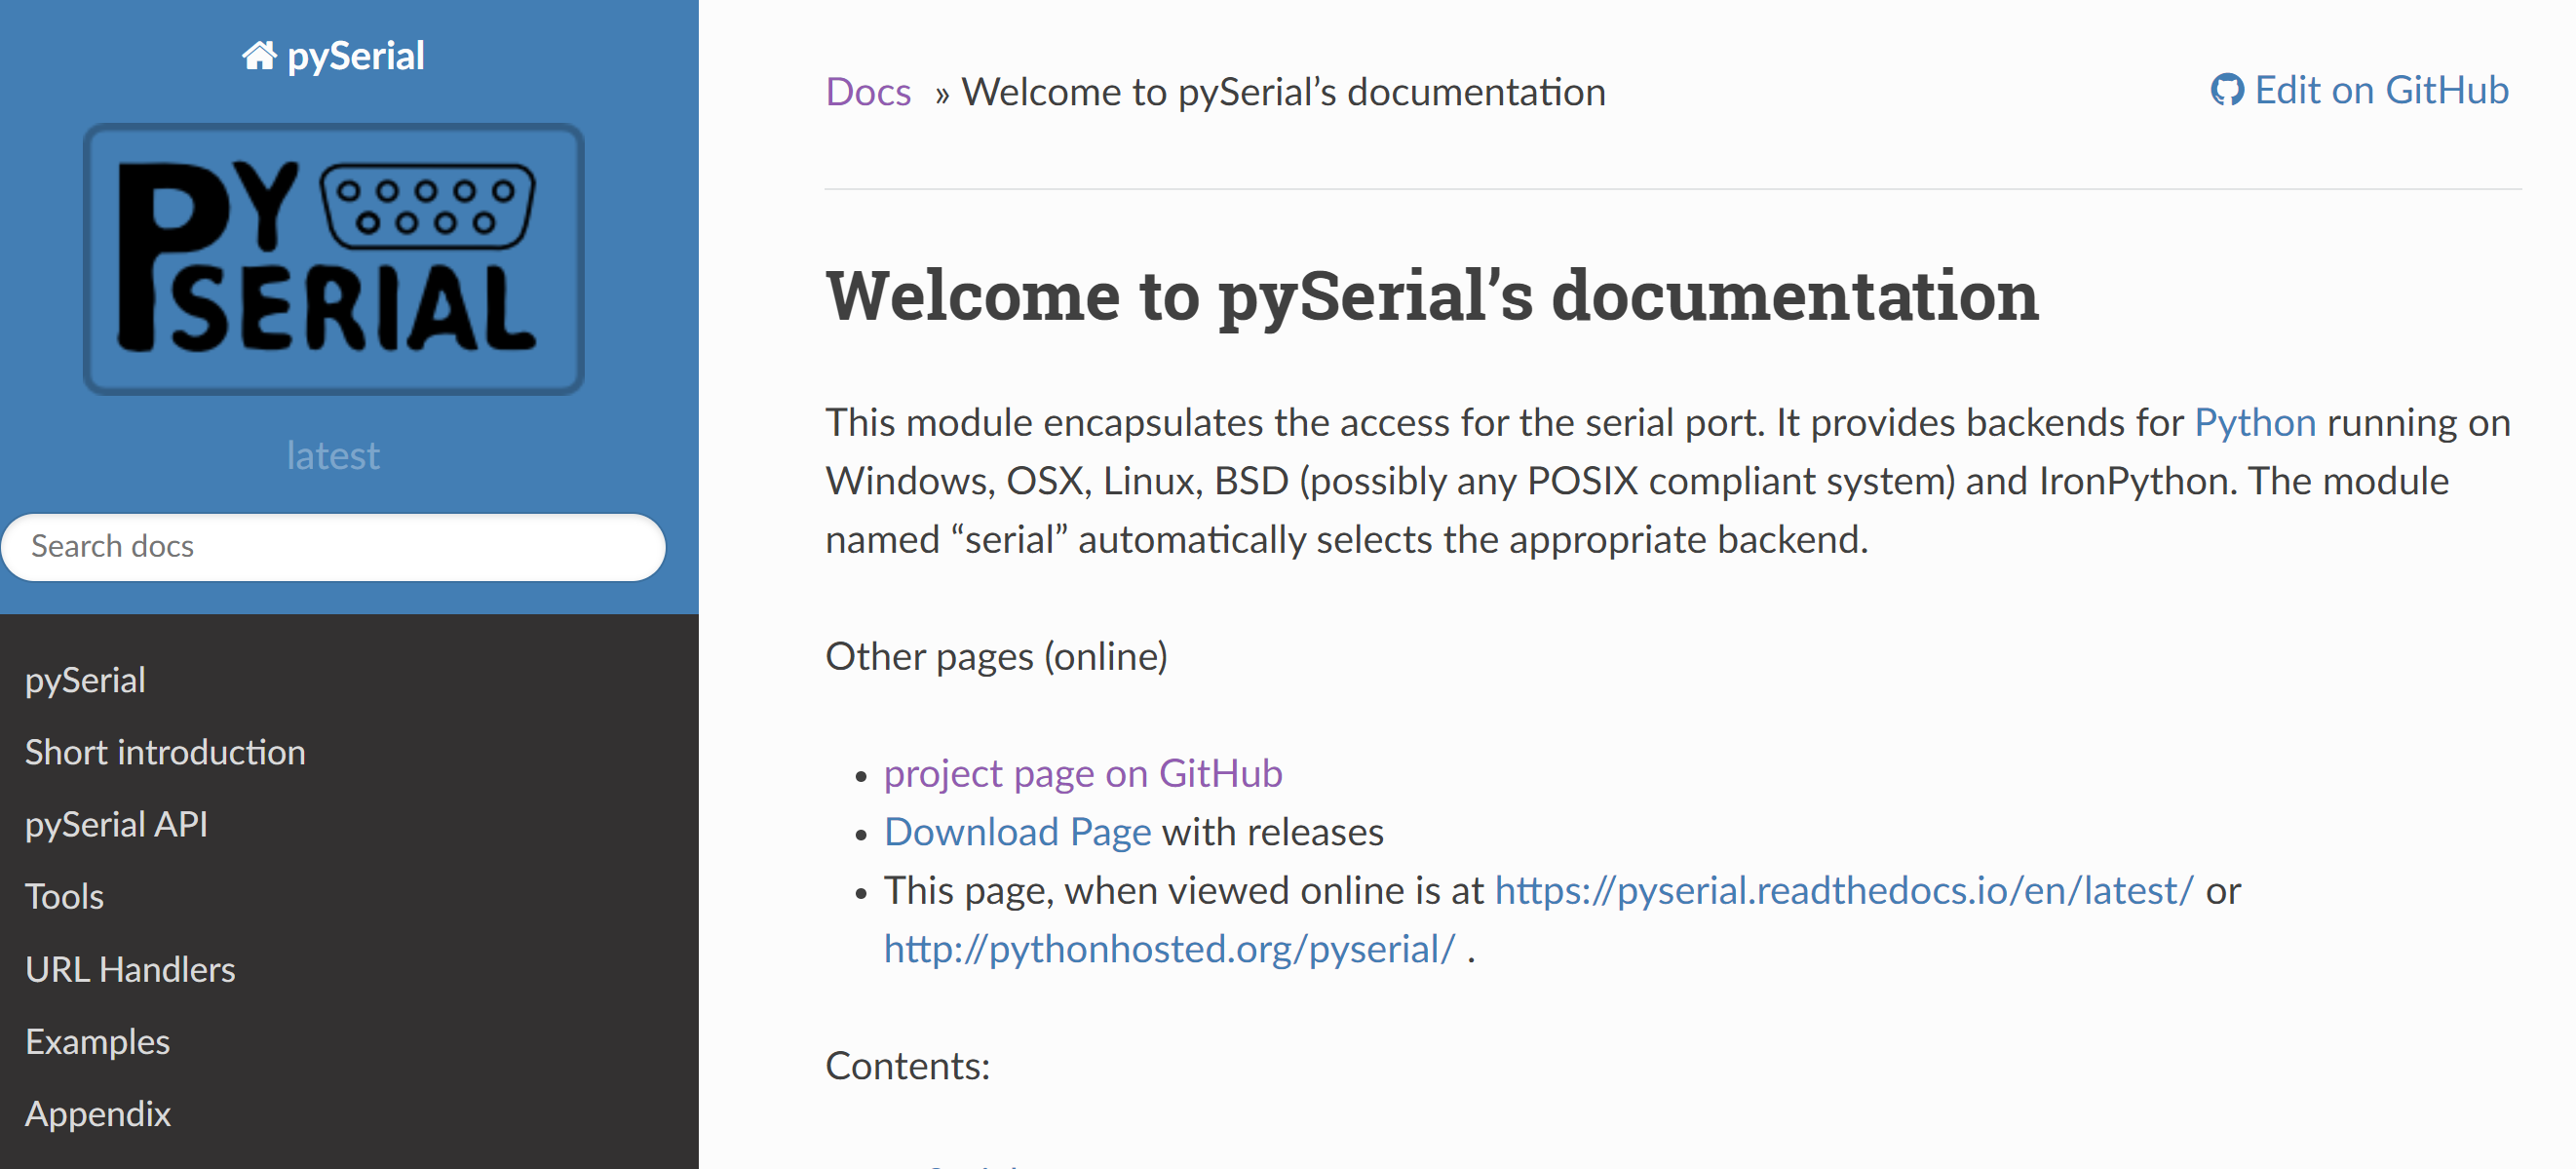 pySerial
PY
SERIAL
latest
Search docs
pySerial
Short introduction
pySerial API
Tools
URL Handlers
Examples
Appendix
Docs » Welcome to pySerial’s documentation
Edit on GitHub
Welcome to pySerial’s documentation
This module encapsulates the access for the serial port. It provides backends for Python running on
Windows, OSX, Linux, BSD (possibly any POSIX compliant system) and IronPython. The module
named “serial” automatically selects the appropriate backend.
Other pages (online)
• project page on GitHub
• Download Page with releases
• This page, when viewed online is at https://pyserial.readthedocs.io/en/latest/ or
http://pythonhosted.org/pyserial/ .
Contents: